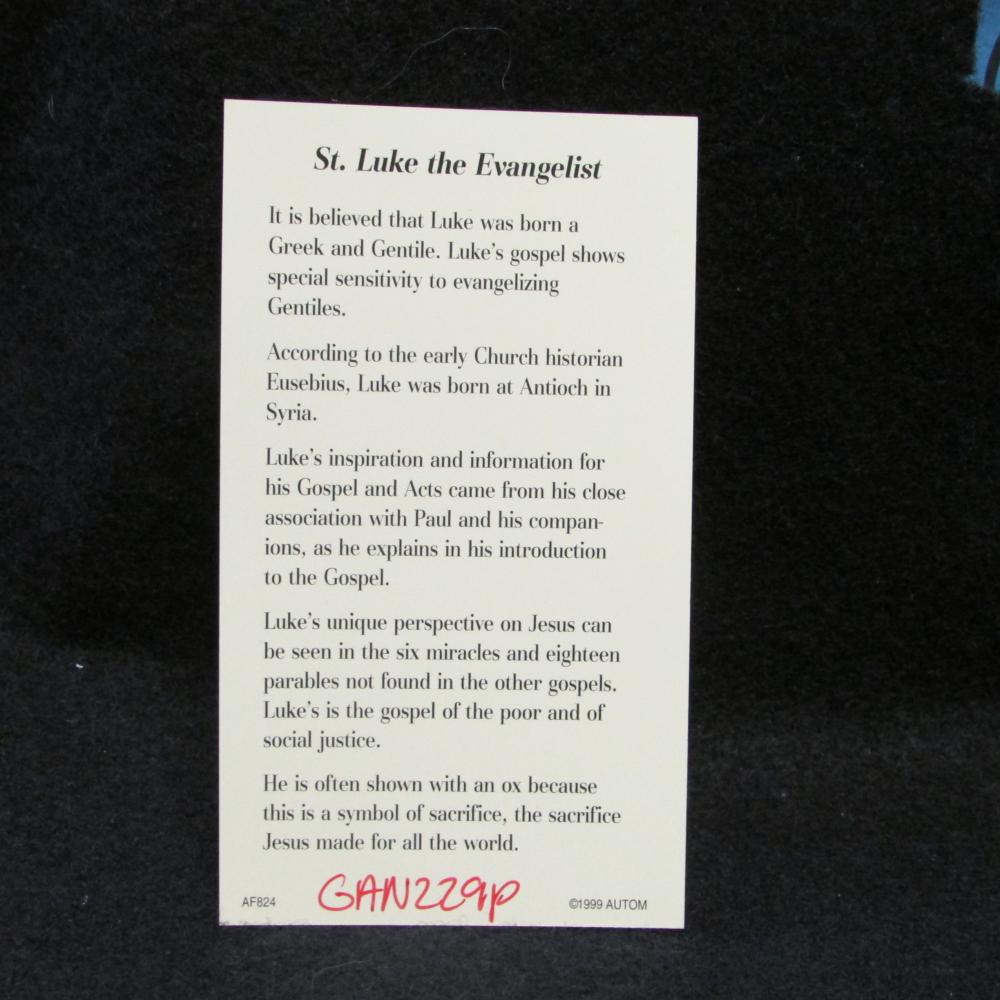 St. Luke the Evangelist
It is believed that Luke was born a
Greek and Gentile. Luke's gospel shows
special sensitivity to evangelizing
Gentiles.
According to the early Church historian
Eusebius, Luke was born at Antioch in
Syria.
Luke's inspiration and information for
his Gospel and Acts came from his close
association with Paul and his compan-
ions, as he explains in his introduction
to the Gospel.
Luke's unique perspective on Jesus can
be seen in the six miracles and eighteen
parables not found in the other gospels.
Luke's is the gospel of the poor and of
social justice.
He is often shown with an ox because
this is a symbol of sacrifice, the sacrifice
Jesus made for all the world.
AF824 GAN229P ©1999 AUTOM